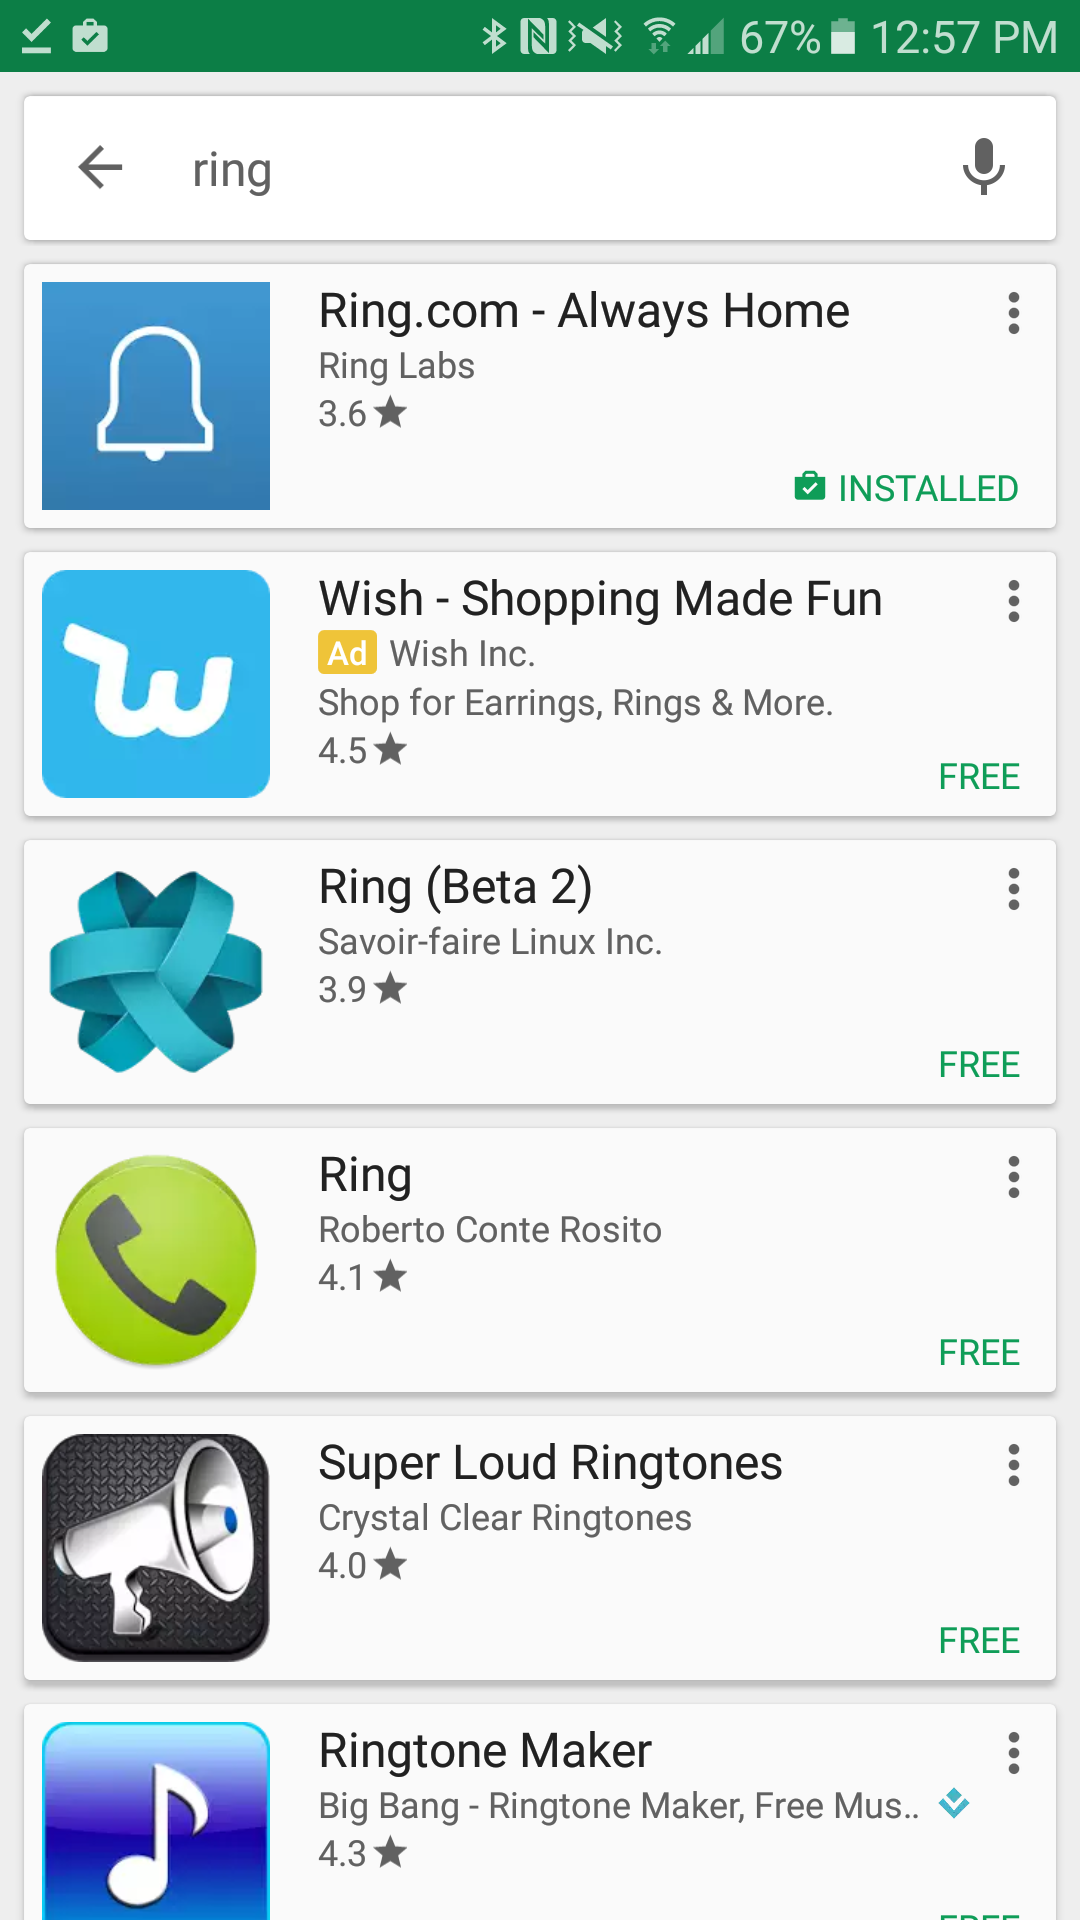 67% 12:57 PM
ring
Ring.com - Always Home
Ring Labs
3.6
INSTALLED
Wish - Shopping Made Fun
Ad Wish Inc.
Shop for Earrings, Rings & More.
4.5
FREE
Ring (Beta 2)
Savoir-faire Linux Inc.
3.9
FREE
Ring
Roberto Conte Rosito
4.1
FREE
Super Loud Ringtones
Crystal Clear Ringtones
4.0
FREE
Ringtone Maker
Big Bang - Ringtone Maker, Free Mus..
4.3